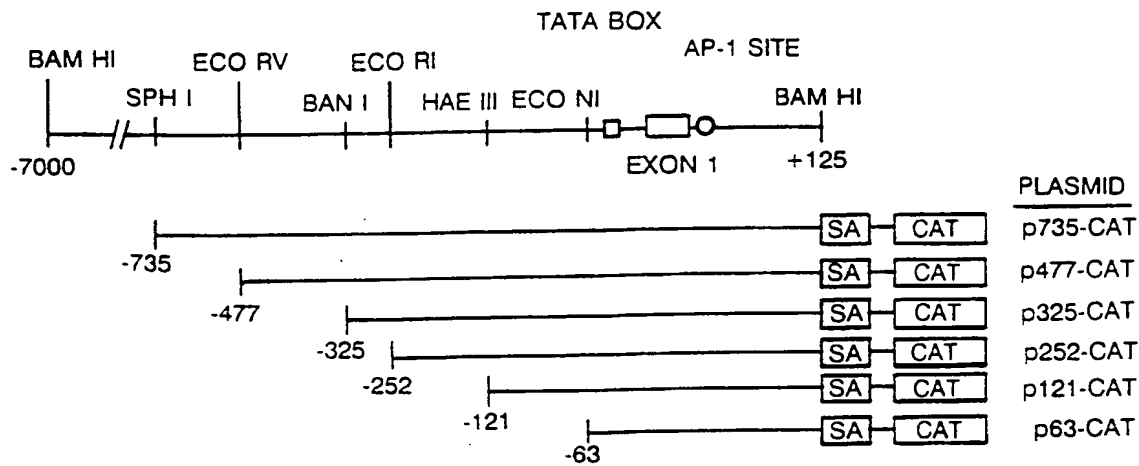 TATA BOX
AP-1 SITE
BAM HI
ECO RV
ECO RI
SPH I
BAN I
HAE III
ECO NI
BAM HI
-7000
EXON 1
+125
PLASMID
-735
SA
CAT
p735-CAT
-477
SA
CAT
p477-CAT
-325
SA
CAT
p325-CAT
-252
SA
CAT
p252-CAT
-121
SA
CAT
p121-CAT
-63
SA
CAT
p63-CAT